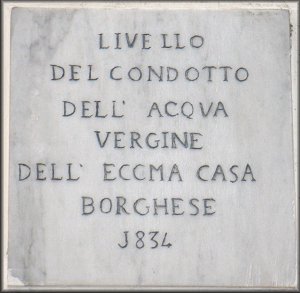 LIVELLO
DEL CONDOTTO
DELL' ACQVA
VERGINE
DELL' ECCMA CASA
BORGHESE
J834